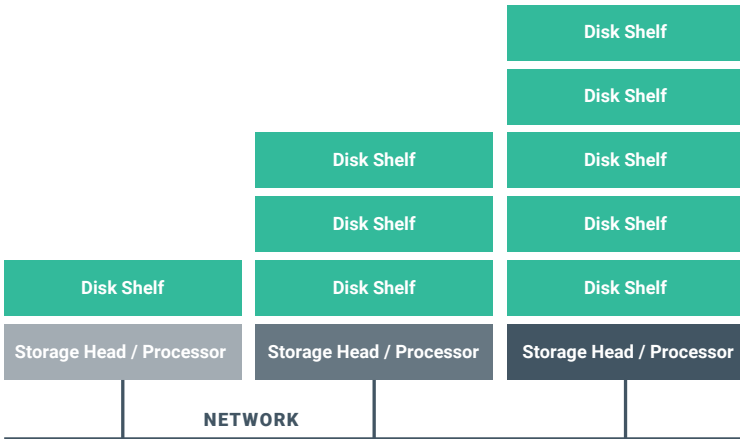 Disk Shelf
Disk Shelf
Disk Shelf Disk Shelf
Disk Shelf Disk Shelf
Disk Shelf Disk Shelf Disk Shelf
Storage Head / Processor Storage Head / Processor Storage Head / Processor
NETWORK